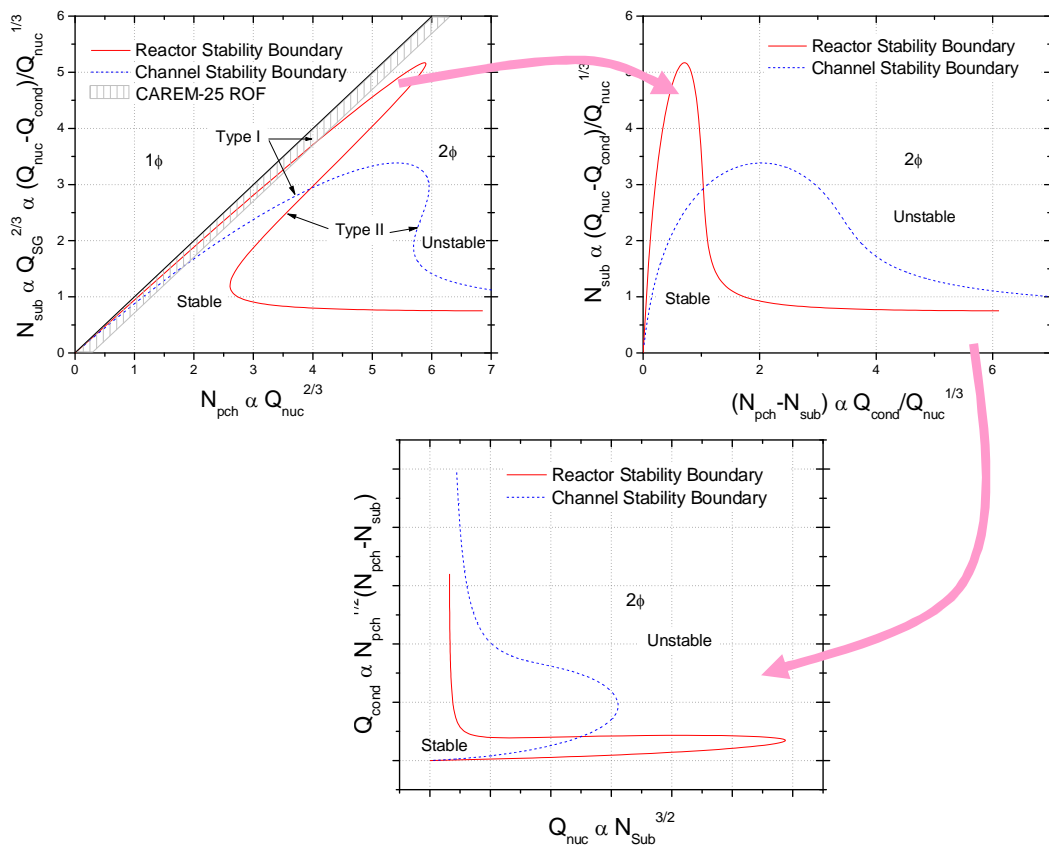 6
5
4
3
2
1
0
N_sub α Q_SG^2/3 α (Q_nuc-Q_cond)/Q_nuc^1/3
Reactor Stability Boundary
Channel Stability Boundary
CAREM-25 ROF
Type I
1ϕ
2ϕ
Type II
Unstable
Stable
0 1 2 3 4 5 6 7
N_pch α Q_nuc^2/3
6
5
4
3
2
1
0
N_sub α (Q_nuc-Q_cond)/Q_nuc^1/3
Reactor Stability Boundary
Channel Stability Boundary
2ϕ
Unstable
Stable
0 2 4 6
(N_pch-N_sub) α Q_cond/Q_nuc^1/3
Q_cond α N_pch^1/2(N_pch-N_sub)
Reactor Stability Boundary
Channel Stability Boundary
2ϕ
Unstable
Stable
Q_nuc α N_Sub^3/2